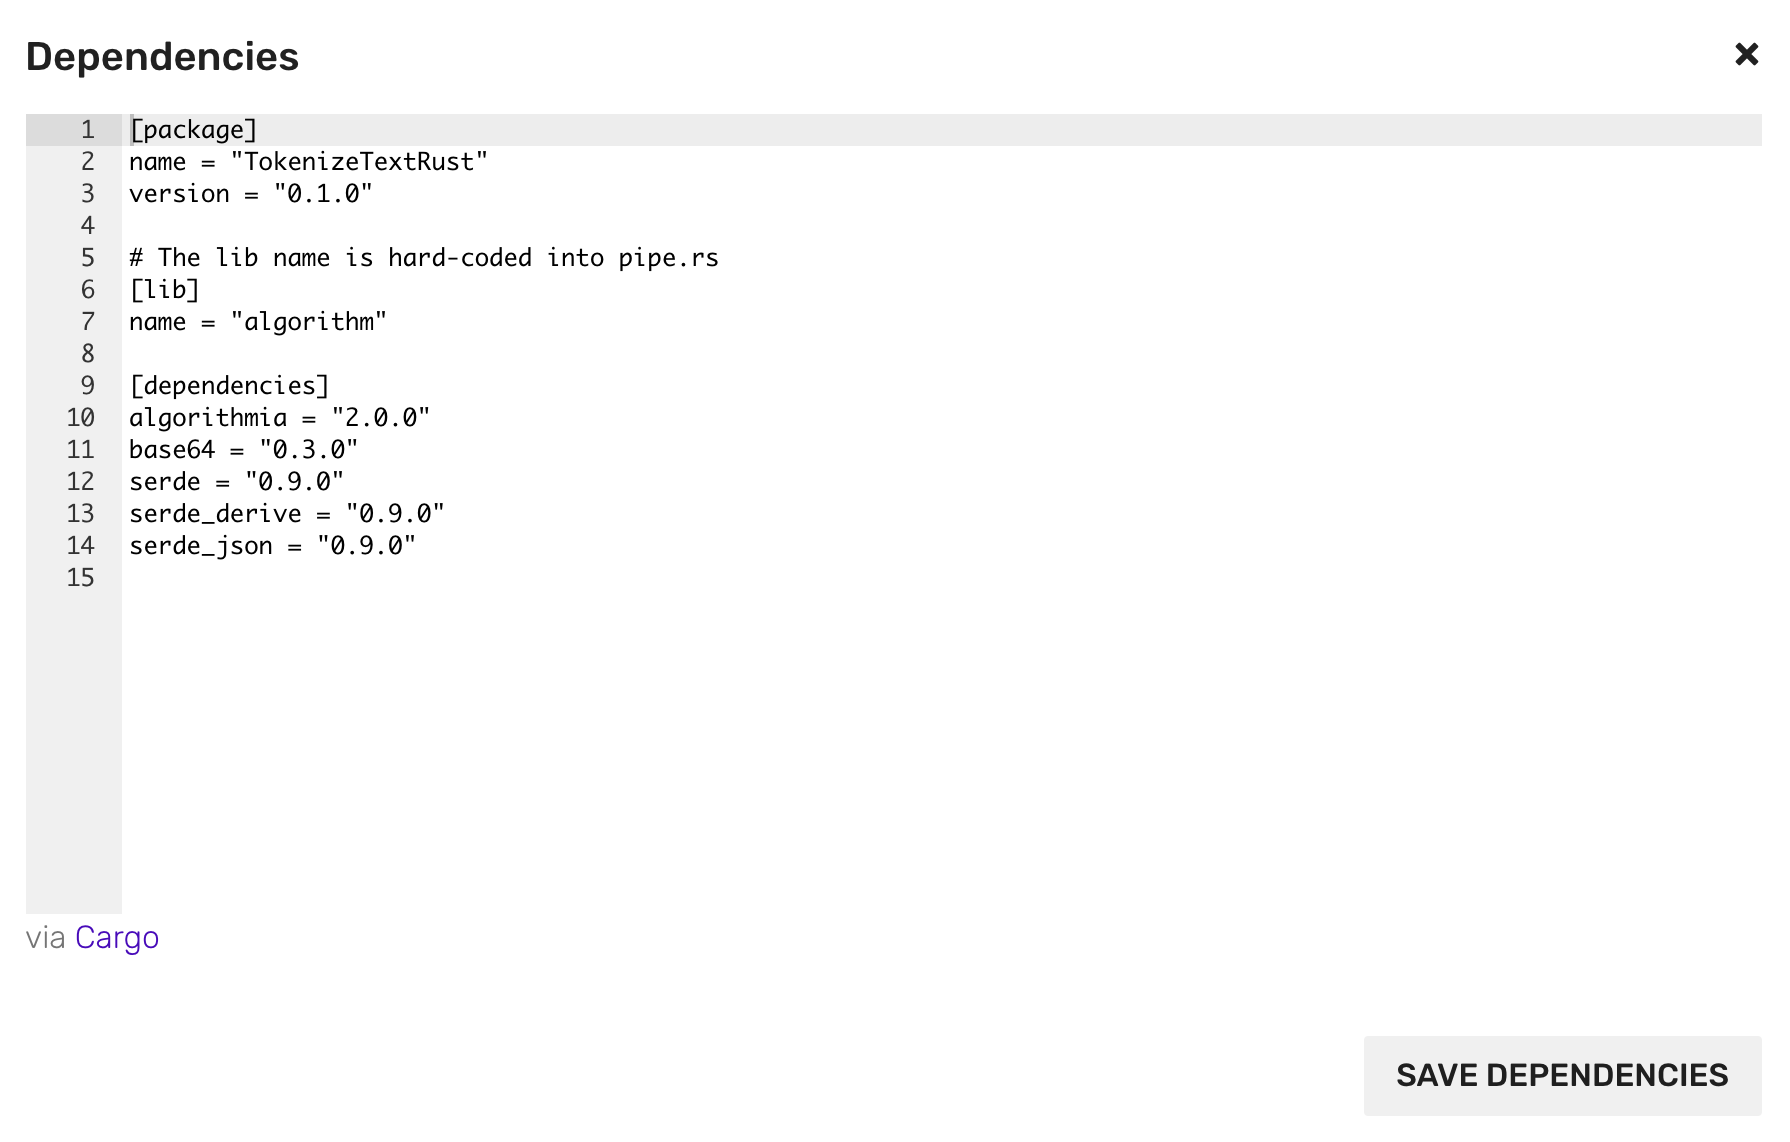 Dependencies
1 [package]
2 name = "TokenizeTextRust"
3 version = "0.1.0"
4
5 # The lib name is hard-coded into pipe.rs
6 [lib]
7 name = "algorithm"
8
9 [dependencies]
10 algorithmia = "2.0.0"
11 base64 = "0.3.0"
12 serde = "0.9.0"
13 serde_derive = "0.9.0"
14 serde_json = "0.9.0"
15
via Cargo
SAVE DEPENDENCIES